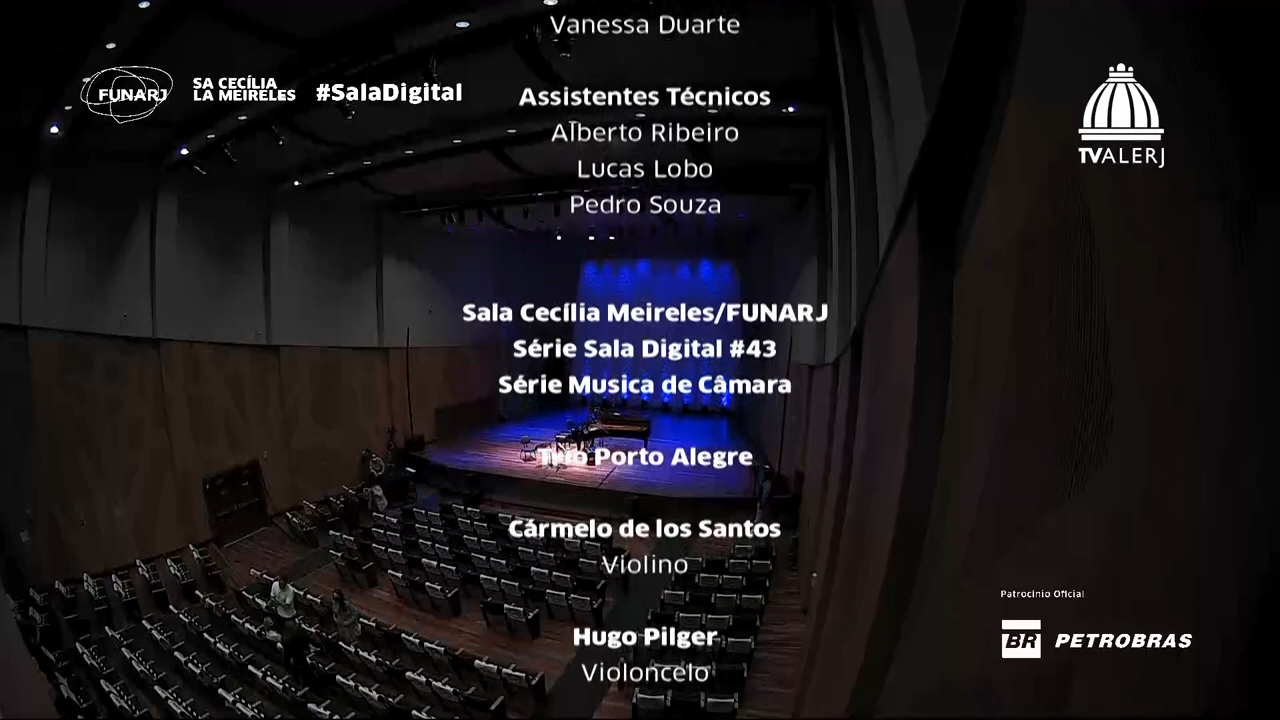 Vanessa Duarte
FUNARJ
SA CECÍLIA
LA MEIRELES
#SalaDigital
Assistentes Técnicos
Alberto Ribeiro
Lucas Lobo
Pedro Souza
TVALERJ
Sala Cecília Meireles/FUNARJ
Série Sala Digital #43
Série Musica de Câmara
Trio Porto Alegre
Cármelo de los Santos
Violino
Hugo Pilger
Violoncelo
Patrocínio Oficial
BR PETROBRAS